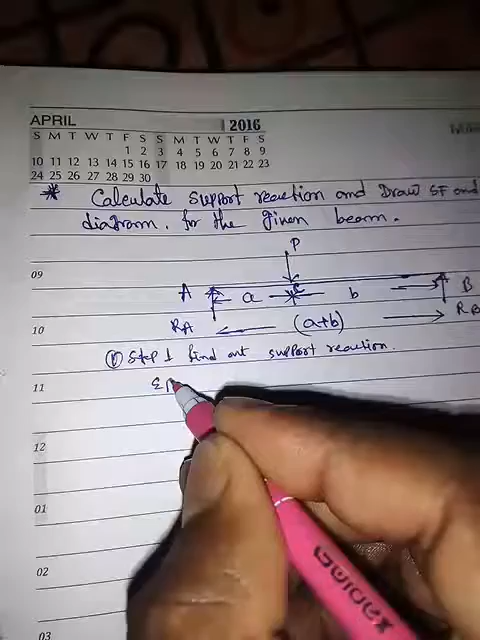 APRIL 2016
S M T W T F S S M T W T F S
1 2 3 4 5 6 7 8 9
10 11 12 13 14 15 16 17 18 19 20 21 22 23
24 25 26 27 28 29 30
* Calculate support reaction and Draw SF and
diagram. for the given beam.
P
09
A a C b B
10
RA (a+b) RB
① Step 1 find out support reaction.
11
12
01
02
03